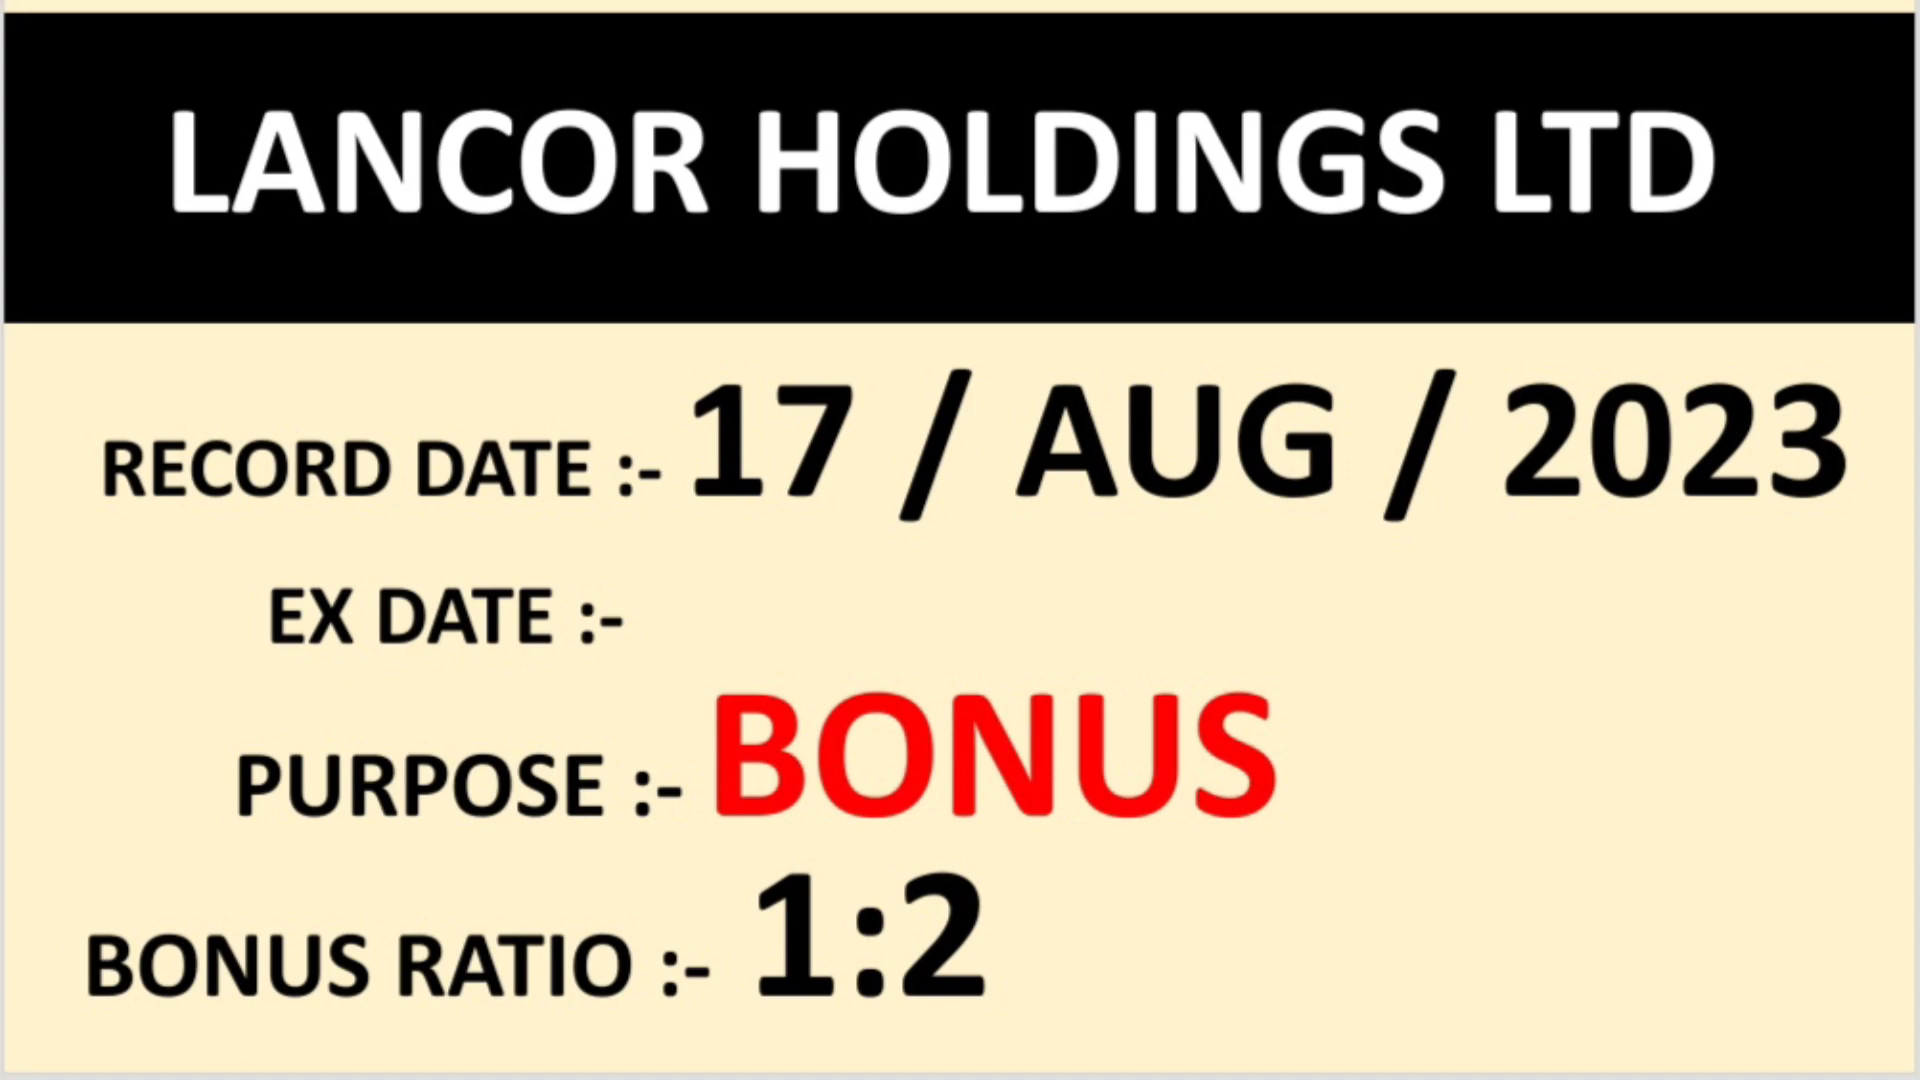 LANCOR HOLDINGS LTD
RECORD DATE :- 17 / AUG / 2023
EX DATE :-
PURPOSE :- BONUS
BONUS RATIO :- 1:2